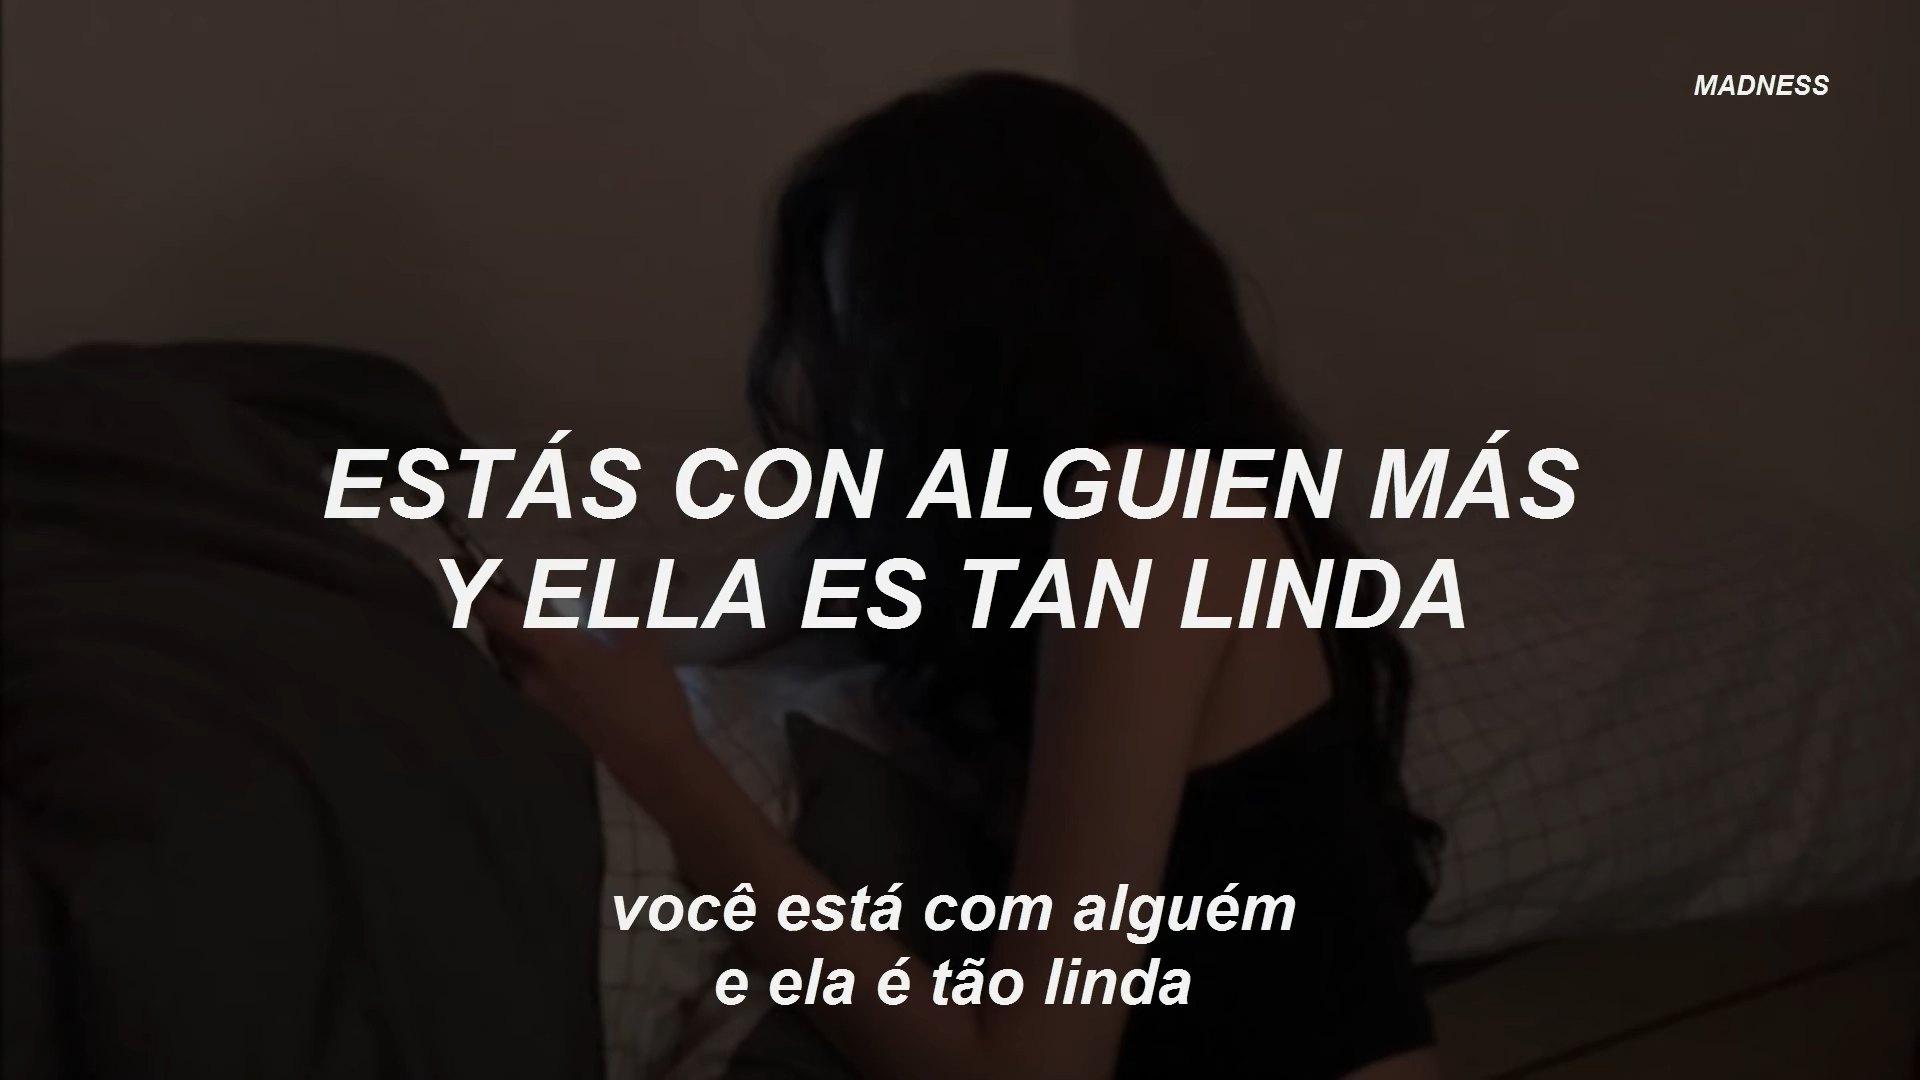 MADNESS
ESTÁS CON ALGUIEN MÁS
Y ELLA ES TAN LINDA
você está com alguém
e ela é tão linda